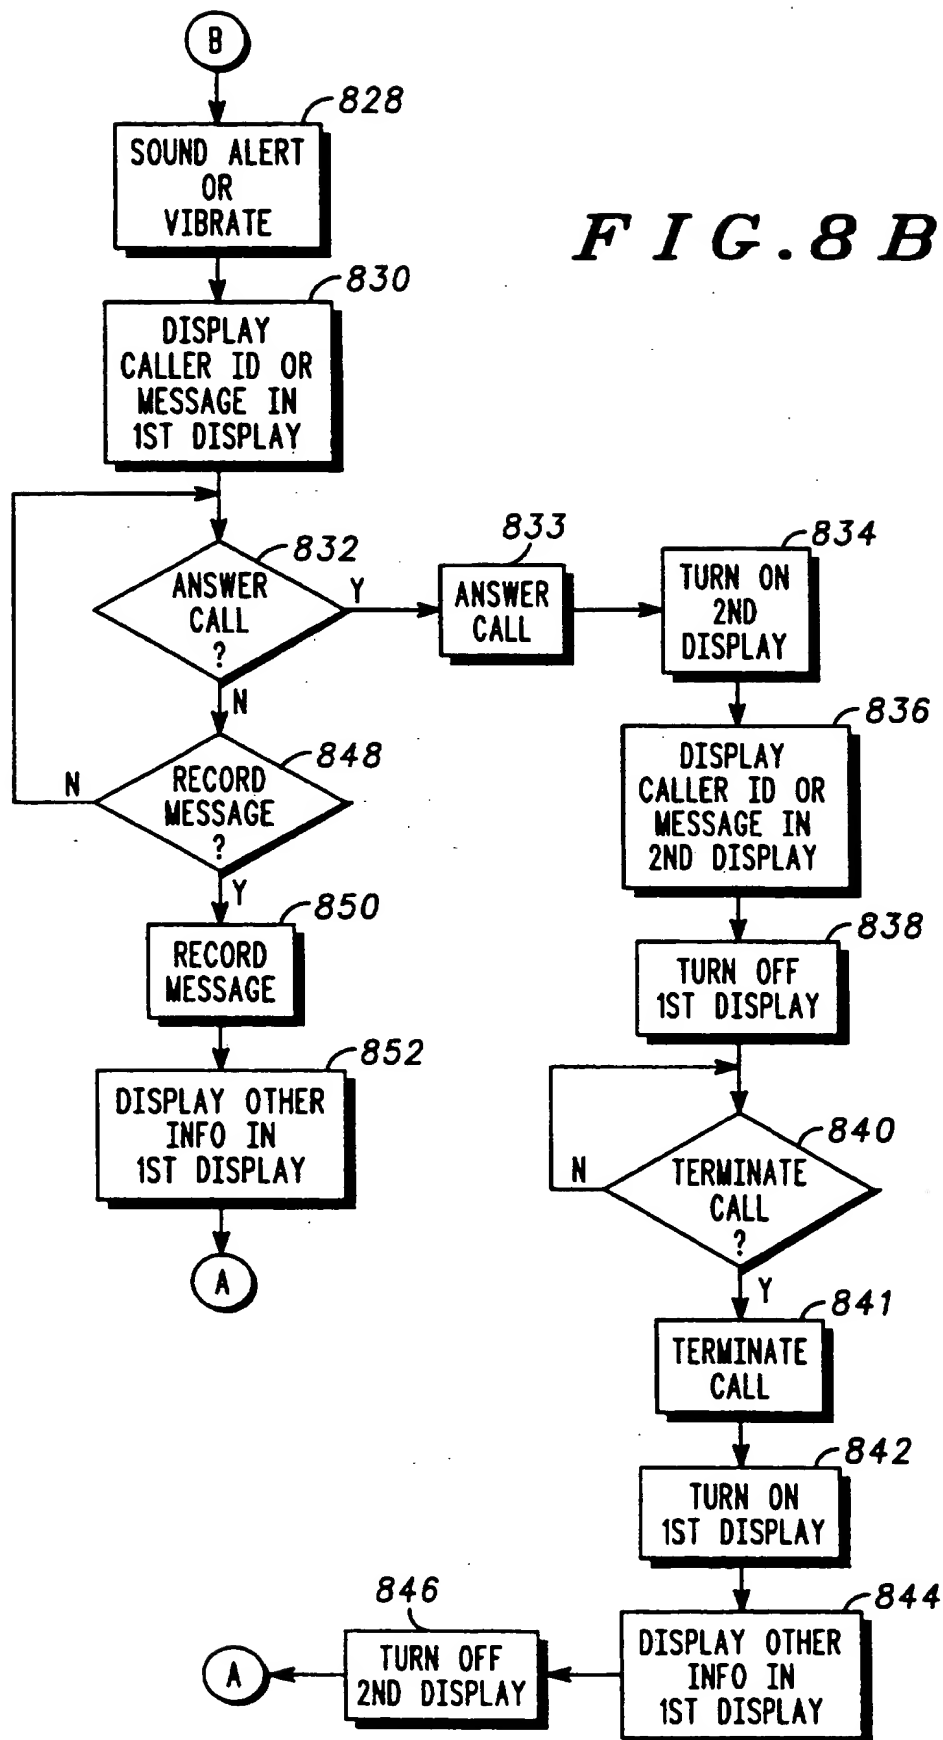 B
828
SOUND ALERT
OR
VIBRATE
FIG.8B
830
DISPLAY
CALLER ID OR
MESSAGE IN
1ST DISPLAY
832
ANSWER
CALL
?
Y
N
833
ANSWER
CALL
834
TURN ON
2ND
DISPLAY
836
DISPLAY
CALLER ID OR
MESSAGE IN
2ND DISPLAY
848
RECORD
MESSAGE
?
N
Y
850
RECORD
MESSAGE
838
TURN OFF
1ST DISPLAY
852
DISPLAY OTHER
INFO IN
1ST DISPLAY
A
840
TERMINATE
CALL
?
N
Y
841
TERMINATE
CALL
842
TURN ON
1ST DISPLAY
844
DISPLAY OTHER
INFO IN
1ST DISPLAY
846
TURN OFF
2ND DISPLAY
A